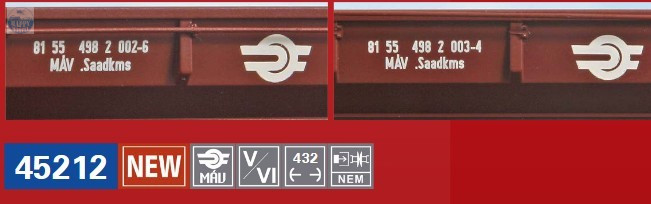 81 55 498 2 002-6
MÁV .Saadkms
81 55 498 2 003-4
MÁV .Saadkms
45212
NEW
MÁV
V/VI
432
NEM